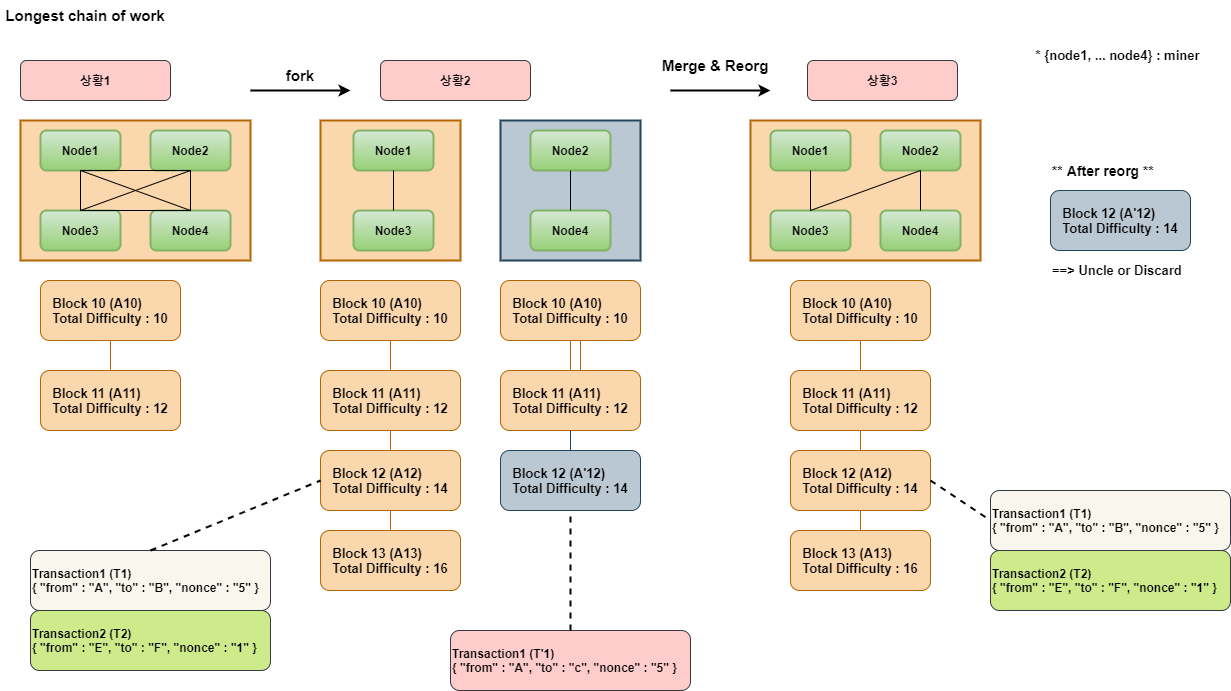 Longest chain of work
* {node1, ... node4} : miner
상황1
fork
상황2
Merge & Reorg
상황3
Node1
Node2
Node3
Node4
Node1
Node3
Node2
Node4
Node1
Node2
Node3
Node4
** After reorg **
Block 12 (A'12)
Total Difficulty : 14
==> Uncle or Discard
Block 10 (A10)
Total Difficulty : 10
Block 11 (A11)
Total Difficulty : 12
Block 10 (A10)
Total Difficulty : 10
Block 11 (A11)
Total Difficulty : 12
Block 12 (A12)
Total Difficulty : 14
Block 13 (A13)
Total Difficulty : 16
Transaction1 (T1)
{ "from" : "A", "to" : "B", "nonce" : "5" }
Transaction2 (T2)
{ "from" : "E", "to" : "F", "nonce" : "1" }
Block 10 (A10)
Total Difficulty : 10
Block 11 (A11)
Total Difficulty : 12
Block 12 (A'12)
Total Difficulty : 14
Transaction1 (T'1)
{ "from" : "A", "to" : "c", "nonce" : "5" }
Block 10 (A10)
Total Difficulty : 10
Block 11 (A11)
Total Difficulty : 12
Block 12 (A12)
Total Difficulty : 14
Block 13 (A13)
Total Difficulty : 16
Transaction1 (T1)
{ "from" : "A", "to" : "B", "nonce" : "5" }
Transaction2 (T2)
{ "from" : "E", "to" : "F", "nonce" : "1" }